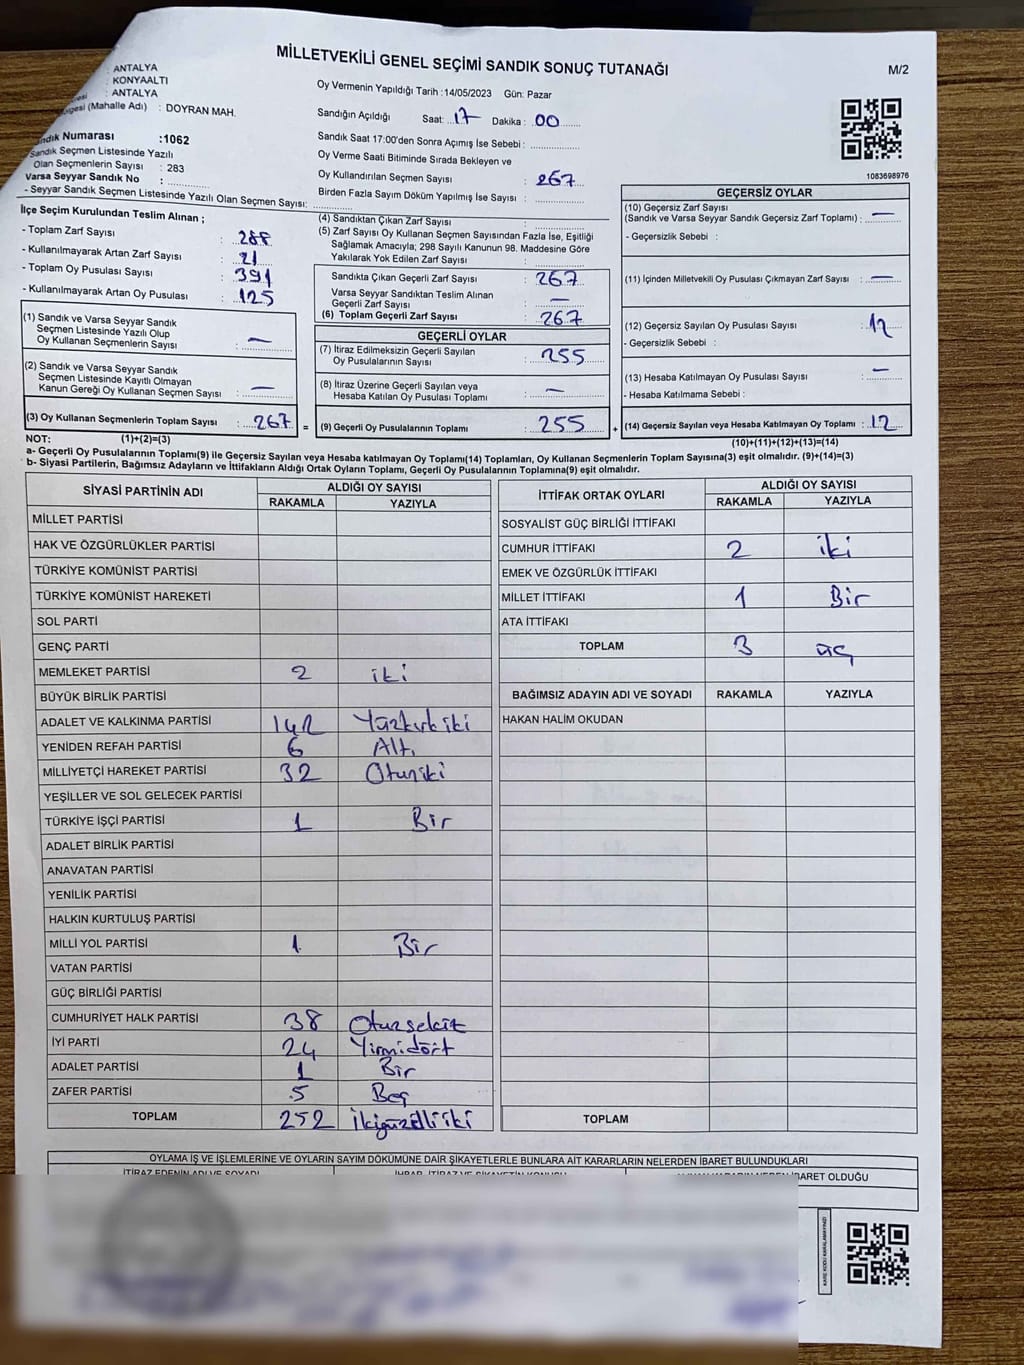 MİLLETVEKİLİ GENEL SEÇİMİ SANDIK SONUÇ TUTANAĞI
M/2
ANTALYA
KONYAALTI
ANTALYA
(Mahalle Adı) : DOYRAN MAH.
Oy Vermenin Yapıldığı Tarih :14/05/2023 Gün: Pazar
Sandığın Açıldığı Saat: 17 Dakika : 00
Sandık Saat 17:00'den Sonra Açımış İse Sebebi :
Oy Verme Saati Bitiminde Sırada Bekleyen ve
Oy Kullandırılan Seçmen Sayısı : 267
Birden Fazla Sayım Döküm Yapılmış İse Sayısı :
Sandık Numarası :1062
Sandık Seçmen Listesinde Yazılı
Olan Seçmenlerin Sayısı : 283
Varsa Seyyar Sandık No :
- Seyyar Sandık Seçmen Listesinde Yazılı Olan Seçmen Sayısı:
1083698976
İlçe Seçim Kurulundan Teslim Alınan ;
- Toplam Zarf Sayısı : 288
- Kullanılmayarak Artan Zarf Sayısı : 21
- Toplam Oy Pusulası Sayısı : 391
- Kullanılmayarak Artan Oy Pusulası : 125
(1) Sandık ve Varsa Seyyar Sandık
Seçmen Listesinde Yazılı Olup
Oy Kullanan Seçmenlerin Sayısı : —
(2) Sandık ve Varsa Seyyar Sandık
Seçmen Listesinde Kayıtlı Olmayan
Kanun Gereği Oy Kullanan Seçmen Sayısı : —
(3) Oy Kullanan Seçmenlerin Toplam Sayısı : 267
(1)+(2)=(3)
(4) Sandıktan Çıkan Zarf Sayısı :
(5) Zarf Sayısı Oy Kullanan Seçmen Sayısından Fazla İse, Eşitliği
Sağlamak Amacıyla; 298 Sayılı Kanunun 98. Maddesine Göre
Yakılarak Yok Edilen Zarf Sayısı :
Sandıkta Çıkan Geçerli Zarf Sayısı : 267
Varsa Seyyar Sandıktan Teslim Alınan
Geçerli Zarf Sayısı : —
(6) Toplam Geçerli Zarf Sayısı : 267
GEÇERLİ OYLAR
(7) İtiraz Edilmeksizin Geçerli Sayılan
Oy Pusulalarının Sayısı : 255
(8) İtiraz Üzerine Geçerli Sayılan veya
Hesaba Katılan Oy Pusulası Toplamı : —
= (9) Geçerli Oy Pusulalarının Toplamı : 255 +
GEÇERSİZ OYLAR
(10) Geçersiz Zarf Sayısı
(Sandık ve Varsa Seyyar Sandık Geçersiz Zarf Toplamı) : —
- Geçersizlik Sebebi :
(11) İçinden Milletvekili Oy Pusulası Çıkmayan Zarf Sayısı : —
(12) Geçersiz Sayılan Oy Pusulası Sayısı : 12
- Geçersizlik Sebebi :
(13) Hesaba Katılmayan Oy Pusulası Sayısı : —
- Hesaba Katılmama Sebebi :
(14) Geçersiz Sayılan veya Hesaba Katılmayan Oy Toplamı : 12
(10)+(11)+(12)+(13)=(14)
NOT:
a- Geçerli Oy Pusulalarının Toplamı(9) ile Geçersiz Sayılan veya Hesaba katılmayan Oy Toplamı(14) Toplamları, Oy Kullanan Seçmenlerin Toplam Sayısına(3) eşit olmalıdır. (9)+(14)=(3)
b- Siyasi Partilerin, Bağımsız Adayların ve İttifakların Aldığı Ortak Oyların Toplamı, Geçerli Oy Pusulalarının Toplamına(9) eşit olmalıdır.
SİYASİ PARTİNİN ADI ALDIĞI OY SAYISI
RAKAMLA YAZIYLA
MİLLET PARTİSİ
HAK VE ÖZGÜRLÜKLER PARTİSİ
TÜRKİYE KOMÜNİST PARTİSİ
TÜRKİYE KOMÜNİST HAREKETİ
SOL PARTİ
GENÇ PARTİ
MEMLEKET PARTİSİ 2 iki
BÜYÜK BİRLİK PARTİSİ
ADALET VE KALKINMA PARTİSİ 142 Yüzkırkiki
YENİDEN REFAH PARTİSİ 6 Altı
MİLLİYETÇİ HAREKET PARTİSİ 32 Otuziki
YEŞİLLER VE SOL GELECEK PARTİSİ
TÜRKİYE İŞÇİ PARTİSİ 1 Bir
ADALET BİRLİK PARTİSİ
ANAVATAN PARTİSİ
YENİLİK PARTİSİ
HALKIN KURTULUŞ PARTİSİ
MİLLİ YOL PARTİSİ 1 Bir
VATAN PARTİSİ
GÜÇ BİRLİĞİ PARTİSİ
CUMHURİYET HALK PARTİSİ 38 Otuzsekiz
İYİ PARTİ 24 Yirmidört
ADALET PARTİSİ 1 Bir
ZAFER PARTİSİ 5 Beş
TOPLAM 252 İkiyüzelliiki
İTTİFAK ORTAK OYLARI ALDIĞI OY SAYISI
RAKAMLA YAZIYLA
SOSYALİST GÜÇ BİRLİĞİ İTTİFAKI
CUMHUR İTTİFAKI 2 iki
EMEK VE ÖZGÜRLÜK İTTİFAKI
MİLLET İTTİFAKI 1 Bir
ATA İTTİFAKI
TOPLAM 3 üç
BAĞIMSIZ ADAYIN ADI VE SOYADI RAKAMLA YAZIYLA
HAKAN HALİM OKUDAN
TOPLAM
OYLAMA İŞ VE İŞLEMLERİNE VE OYLARIN SAYIM DÖKÜMÜNE DAİR ŞİKAYETLERLE BUNLARA AİT KARARLARIN NELERDEN İBARET BULUNDUKLARI
İTİRAZ EDENİN ADI VE SOYADI
İHBAR, İTİRAZ VE ŞİKAYETİN KONUSU
İBARET OLDUĞU
KARE KODU KARALAMAYINIZ!